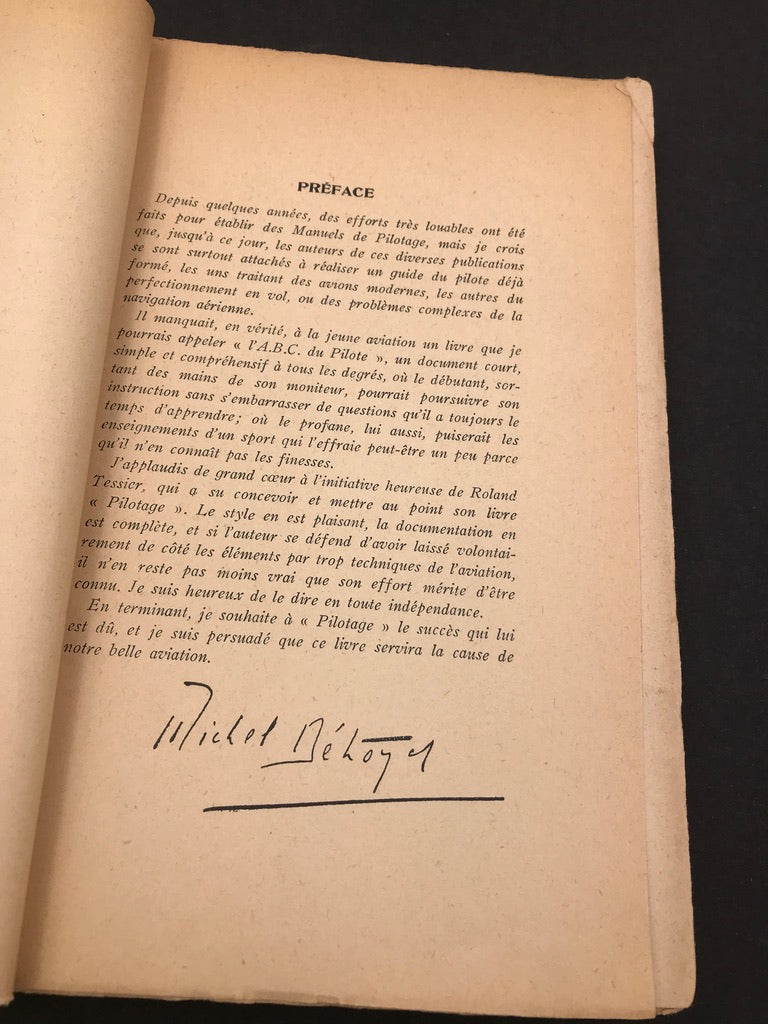 PRÉFACE
Depuis quelques années, des efforts très louables ont été
faits pour établir des Manuels de Pilotage, mais je crois
que, jusqu'à ce jour, les auteurs de ces diverses publications
se sont surtout attachés à réaliser un guide du pilote déjà
formé, les uns traitant des avions modernes, les autres du
perfectionnement en vol, ou des problèmes complexes de la
navigation aérienne.
Il manquait, en vérité, à la jeune aviation un livre que je
pourrais appeler « l'A.B.C. du Pilote », un document court,
simple et compréhensif à tous les degrés, où le débutant, sor-
tant des mains de son moniteur, pourrait poursuivre son
instruction sans s'embarrasser de questions qu'il a toujours le
temps d'apprendre; où le profane, lui aussi, puiserait les
enseignements d'un sport qui l'effraie peut-être un peu parce
qu'il n'en connaît pas les finesses.
J'applaudis de grand cœur à l'initiative heureuse de Roland
Tessier, qui a su concevoir et mettre au point son livre
« Pilotage ». Le style en est plaisant, la documentation en
est complète, et si l'auteur se défend d'avoir laissé volontai-
rement de côté les éléments par trop techniques de l'aviation,
il n'en reste pas moins vrai que son effort mérite d'être
connu. Je suis heureux de le dire en toute indépendance.
En terminant, je souhaite à « Pilotage » le succès qui lui
est dû, et je suis persuadé que ce livre servira la cause de
notre belle aviation.
Michel